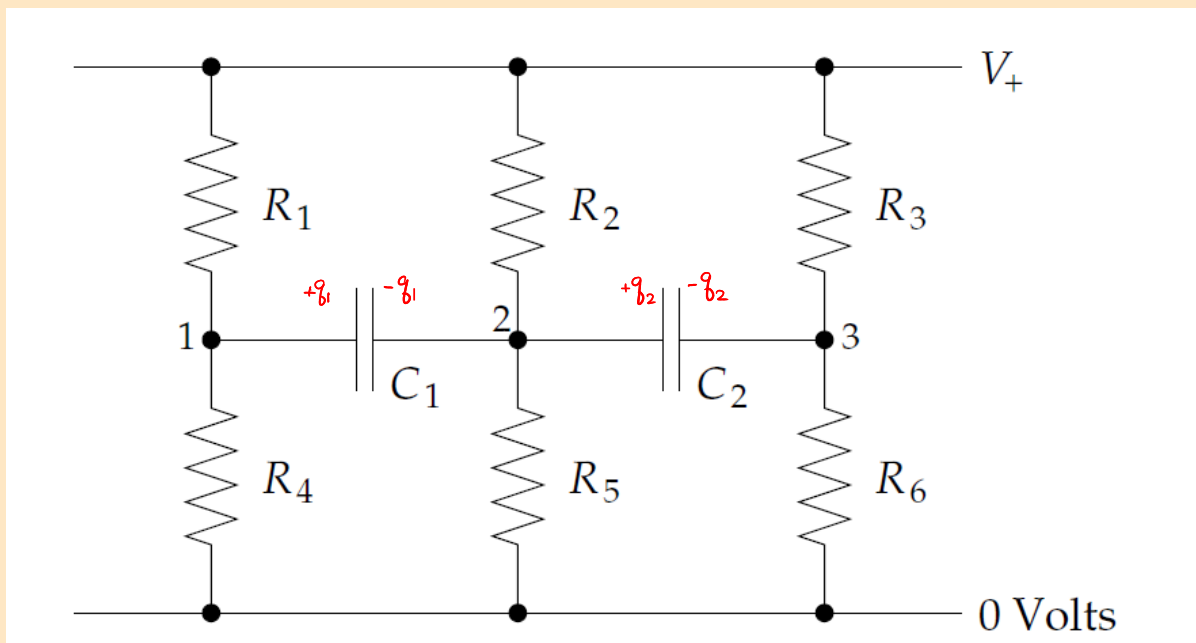 V₊
R₁ R₂ R₃
+q₁ -q₁ +q₂ -q₂
1 2 3
C₁ C₂
R₄ R₅ R₆
0 Volts